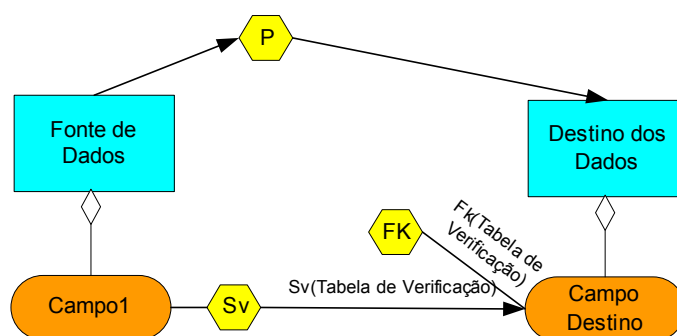 P
Fonte de
Dados
Destino dos
Dados
FK
Fk(Tabela de
Verificação)
Sv(Tabela de Verificação)
Campo1
Sv
Campo
Destino